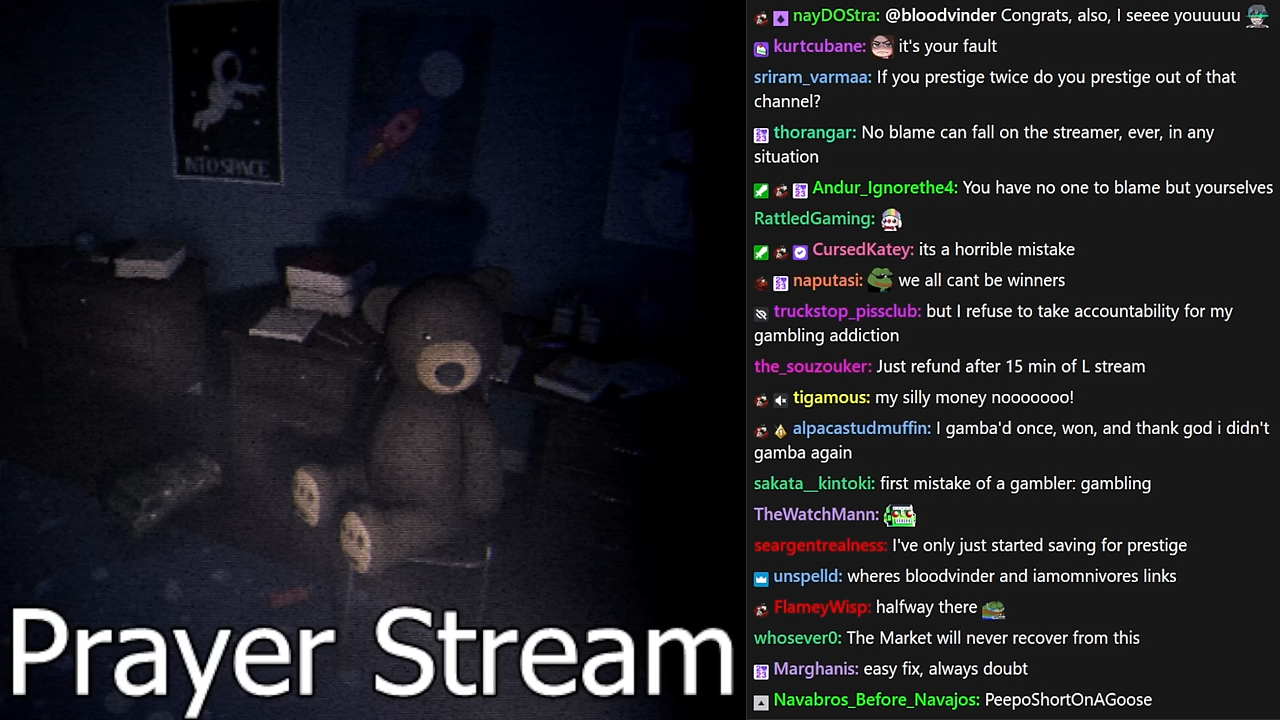 INTO SPACE
Prayer Stream
nayDOStra: @bloodvinder Congrats, also, I seeee youuuuu
kurtcubane: it's your fault
sriram_varmaa: If you prestige twice do you prestige out of that
channel?
thorangar: No blame can fall on the streamer, ever, in any
situation
Andur_Ignorethe4: You have no one to blame but yourselves
RattledGaming:
CursedKatey: its a horrible mistake
naputasi: we all cant be winners
truckstop_pissclub: but I refuse to take accountability for my
gambling addiction
the_souzouker: Just refund after 15 min of L stream
tigamous: my silly money nooooooo!
alpacastudmuffin: I gamba'd once, won, and thank god i didn't
gamba again
sakata__kintoki: first mistake of a gambler: gambling
TheWatchMann:
seargentrealness: I've only just started saving for prestige
unspelld: wheres bloodvinder and iamomnivores links
FlameyWisp: halfway there
whosever0: The Market will never recover from this
Marghanis: easy fix, always doubt
Navabros_Before_Navajos: PeepoShortOnAGoose